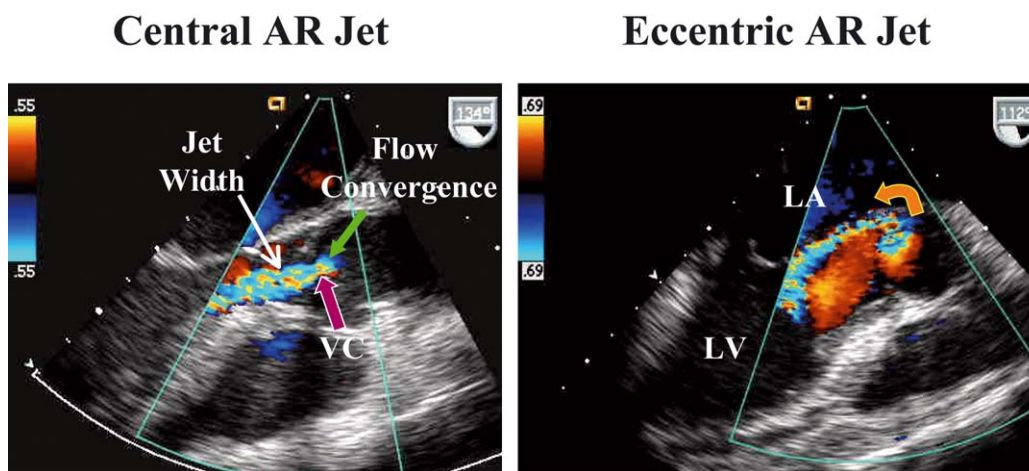 Central AR Jet
Eccentric AR Jet
.55
134°
Jet
Width
Flow
Convergence
.55
VC
.69
112°
LA
.69
LV